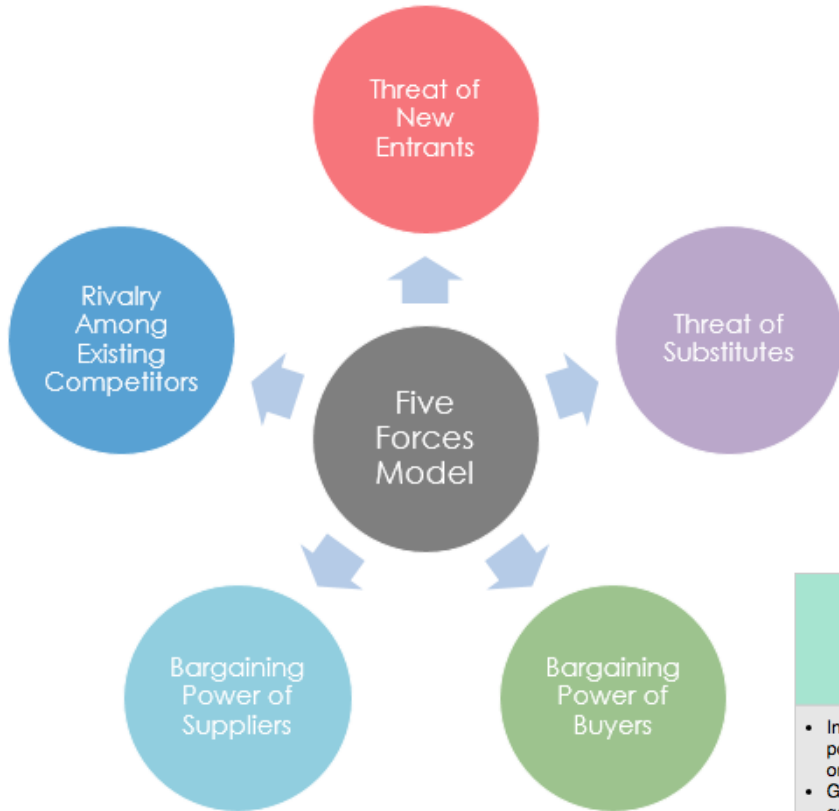 Threat of
New
Entrants
Rivalry
Among
Existing
Competitors
Threat of
Substitutes
Five
Forces
Model
Bargaining
Power of
Suppliers
Bargaining
Power of
Buyers